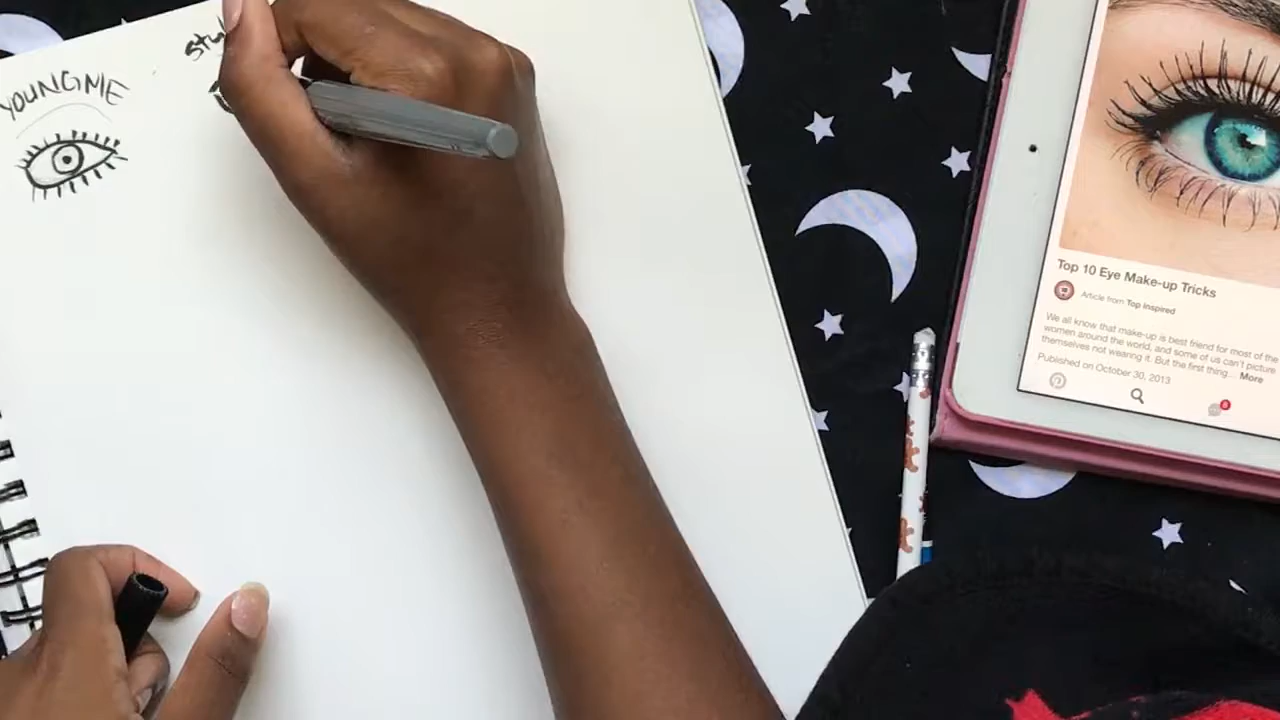 YOUNG ME
Top 10 Eye Make-up Tricks
Article from Top Inspired
We all know that make-up is best friend for most of the
women around the world, and some of us can't picture
themselves not wearing it. But the first thing... More
Published on October 30, 2013
8